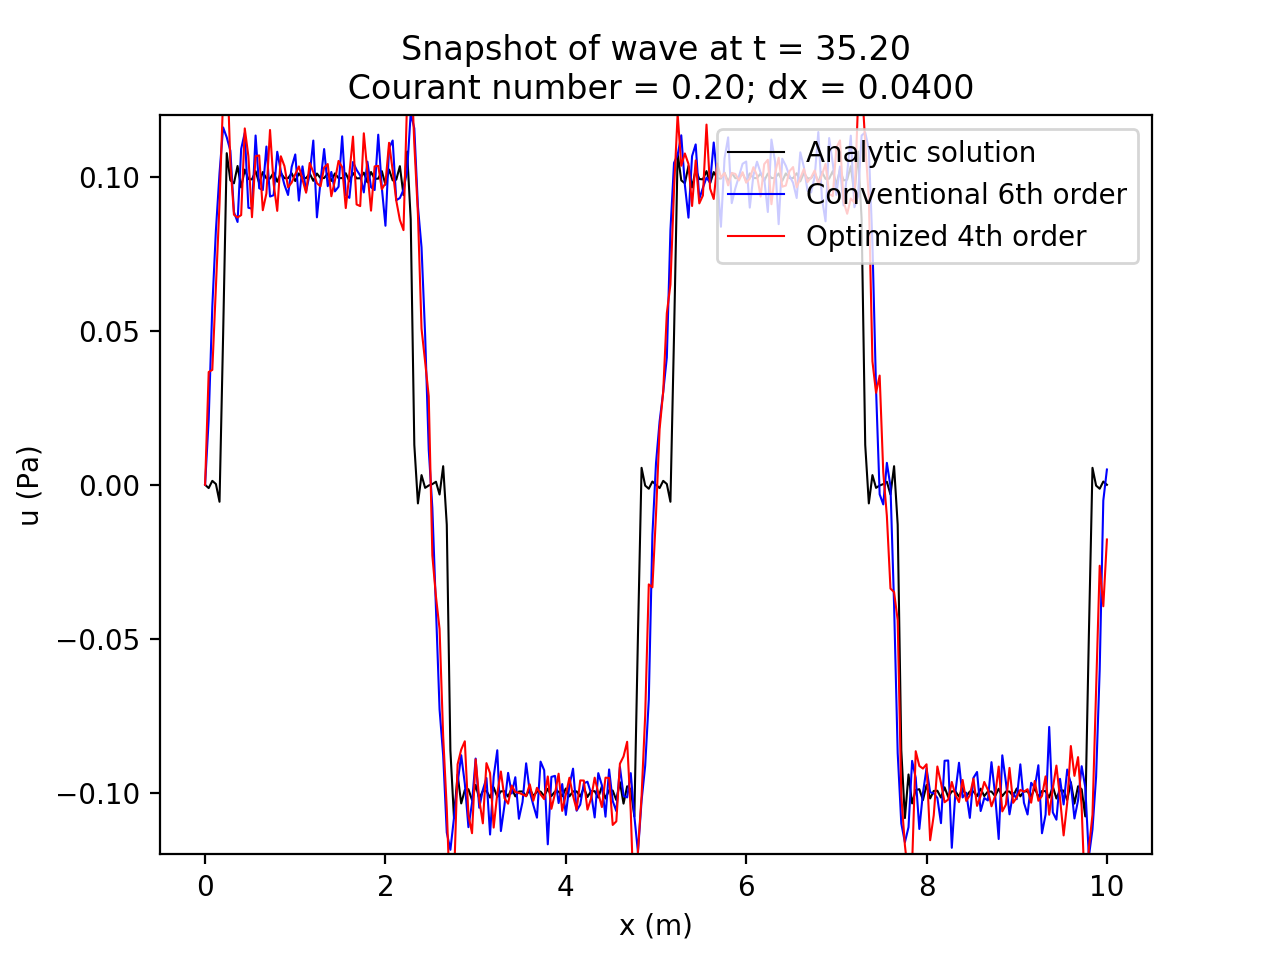 Snapshot of wave at t = 35.20
Courant number = 0.20; dx = 0.0400
Analytic solution
Conventional 6th order
Optimized 4th order
0.10
0.05
0.00
−0.05
−0.10
u (Pa)
0 2 4 6 8 10
x (m)